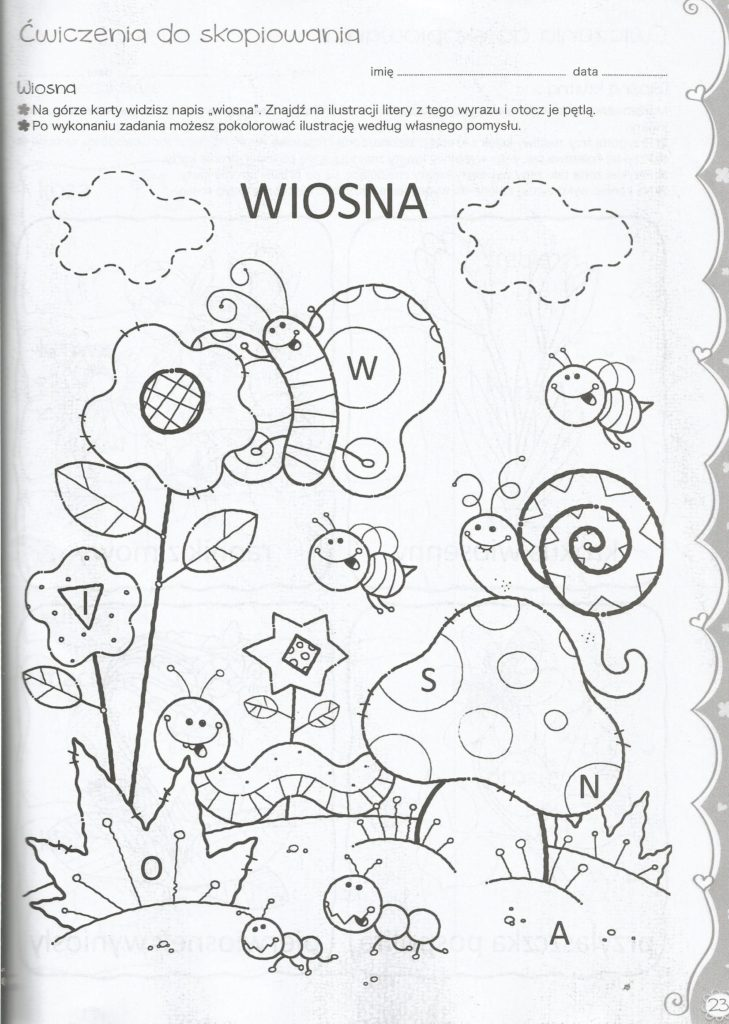 Ćwiczenia do skopiowania
imię data
Wiosna
Na górze karty widzisz napis „wiosna”. Znajdź na ilustracji litery z tego wyrazu i otocz je pętlą.
Po wykonaniu zadania możesz pokolorować ilustrację według własnego pomysłu.
WIOSNA
W
I
S
N
O
A
23